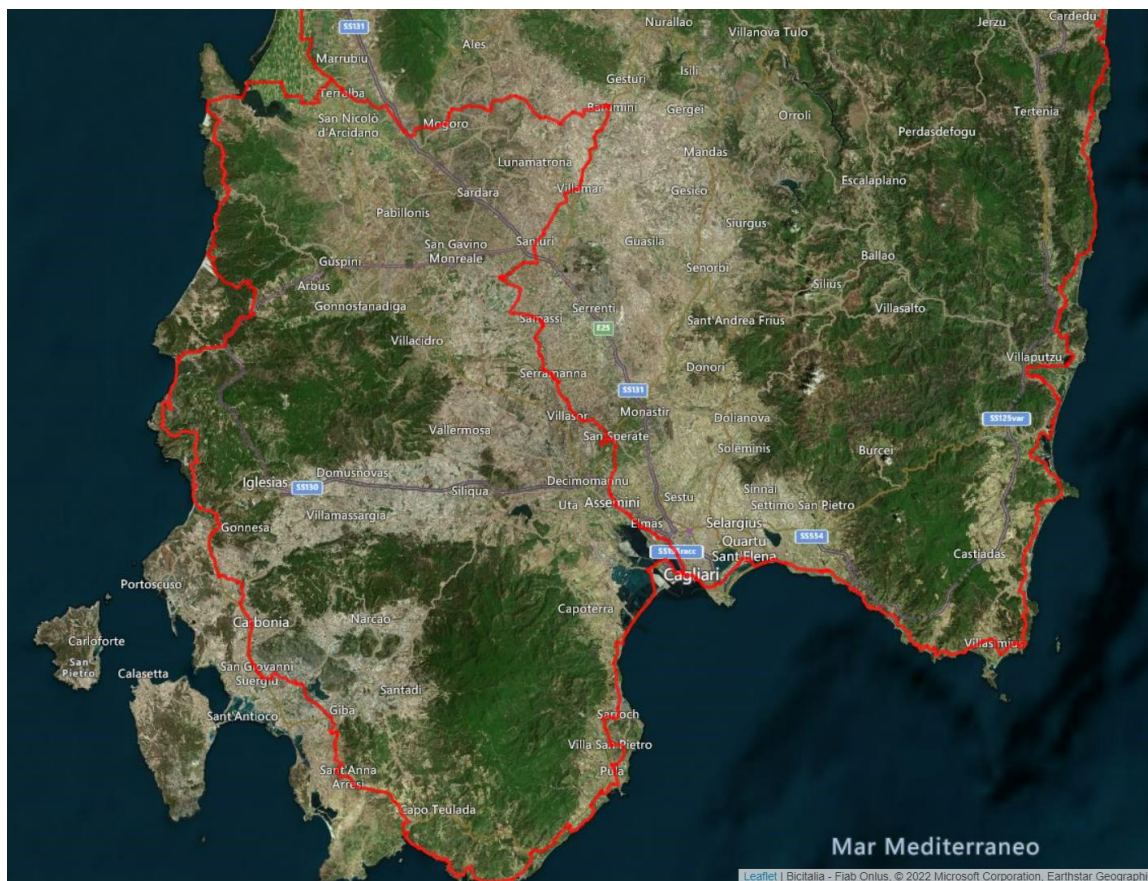 Nurallao
Jerzu
Cardedu
SS131
Villanova Tulo
Ales
Marrubiu
Isili
Gesturi
Terralba
Barumini
Gergei
Orroli
Tertenia
San Nicolò
d'Arcidano
Mogoro
Perdasdefogu
Mandas
Lunamatrona
Escalaplano
Sardara
Villamar
Gesico
Pabillonis
Siurgus
San Gavino
Monreale
Sanluri
Guasila
Ballao
Guspini
Senorbi
Arbus
Silius
Gonnosfanadiga
Serrenti
Villasalto
Samassi
Sant'Andrea Frius
E25
Villacidro
Villaputzu
Donori
Serramanna
SS131
Villasor
Monastir
Dolianova
SS125var
Vallermosa
San Sperate
Soleminis
Burcei
Domusnovas
Iglesias
Decimomannu
SS130
Siliqua
Sinnai
Uta
Assemini
Sestu
Settimo San Pietro
Villamassargia
Elmas
Selargius
Gonnesa
Quartu
Sant'Elena
SS554
Castiadas
Cagliari
Portoscuso
Capoterra
Narcao
Carbonia
Carloforte
Villasimius
San
Pietro
Calasetta
San Giovanni
Suergiu
Santadi
Sant'Antioco
Giba
Sarroch
Villa San Pietro
Pula
Sant'Anna
Arresi
Capo Teulada
Mar Mediterraneo
Leaflet | Bicitalia - Fiab Onlus, © 2022 Microsoft Corporation, Earthstar Geograph